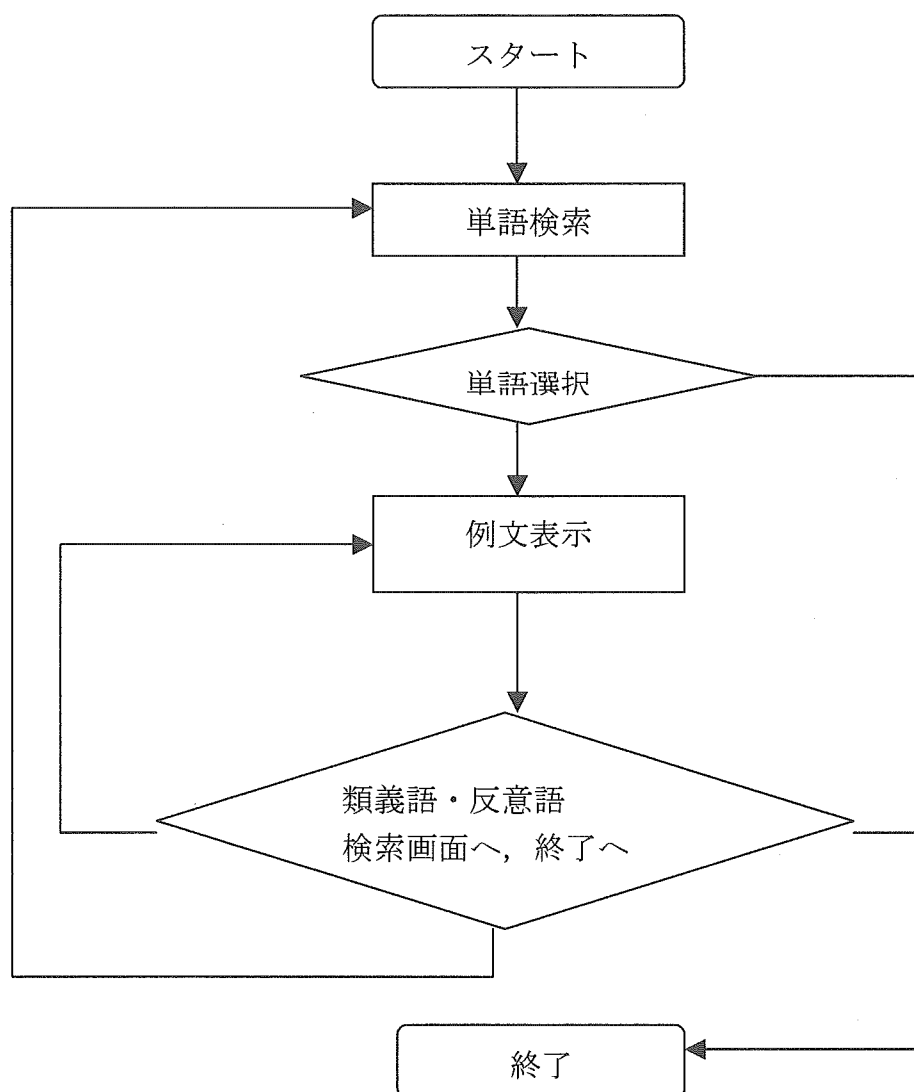 スタート
単語検索
単語選択
例文表示
類義語・反意語
検索画面へ，終了へ
終了